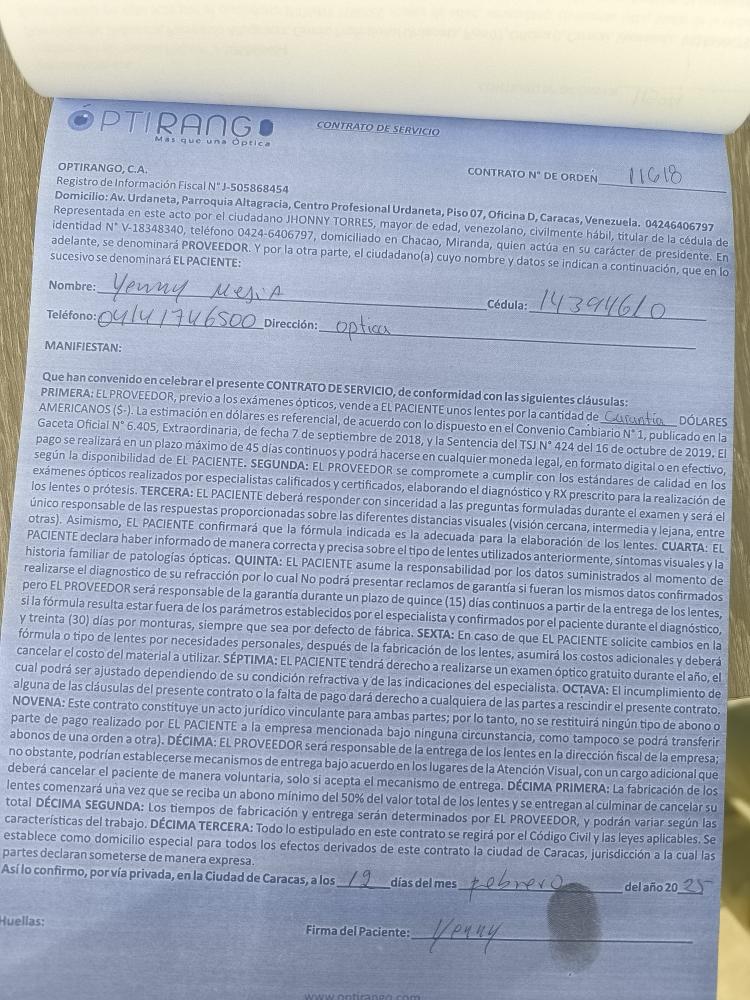 ÓPTIRANGO
Más que una Óptica
CONTRATO DE SERVICIO
CONTRATO N° DE ORDEN 11618
OPTIRANGO, C.A.
Registro de Información Fiscal N° J-505868454
Domicilio: Av. Urdaneta, Parroquia Altagracia, Centro Profesional Urdaneta, Piso 07, Oficina D, Caracas, Venezuela. 04246406797
Representada en este acto por el ciudadano JHONNY TORRES, mayor de edad, venezolano, civilmente hábil, titular de la cédula de
identidad N° V-18348340, teléfono 0424-6406797, domiciliado en Chacao, Miranda, quien actúa en su carácter de presidente. En
adelante, se denominará PROVEEDOR. Y por la otra parte, el ciudadano(a) cuyo nombre y datos se indican a continuación, que en lo
sucesivo se denominará EL PACIENTE:
Nombre: Yenny Mejia Cédula: 14394610
Teléfono: 04141746500 Dirección: optica
MANIFIESTAN:
Que han convenido en celebrar el presente CONTRATO DE SERVICIO, de conformidad con las siguientes cláusulas:
PRIMERA: EL PROVEEDOR, previo a los exámenes ópticos, vende a EL PACIENTE unos lentes por la cantidad de Garantía DÓLARES
AMERICANOS ($-). La estimación en dólares es referencial, de acuerdo con lo dispuesto en el Convenio Cambiario N° 1, publicado en la
Gaceta Oficial N° 6.405, Extraordinaria, de fecha 7 de septiembre de 2018, y la Sentencia del TSJ N° 424 del 16 de octubre de 2019. El
pago se realizará en un plazo máximo de 45 días continuos y podrá hacerse en cualquier moneda legal, en formato digital o en efectivo,
según la disponibilidad de EL PACIENTE. SEGUNDA: EL PROVEEDOR se compromete a cumplir con los estándares de calidad en los
exámenes ópticos realizados por especialistas calificados y certificados, elaborando el diagnóstico y RX prescrito para la realización de
los lentes o prótesis. TERCERA: EL PACIENTE deberá responder con sinceridad a las preguntas formuladas durante el examen y será el
único responsable de las respuestas proporcionadas sobre las diferentes distancias visuales (visión cercana, intermedia y lejana, entre
otras). Asimismo, EL PACIENTE confirmará que la fórmula indicada es la adecuada para la elaboración de los lentes. CUARTA: EL
PACIENTE declara haber informado de manera correcta y precisa sobre el tipo de lentes utilizados anteriormente, síntomas visuales y la
historia familiar de patologías ópticas. QUINTA: EL PACIENTE asume la responsabilidad por los datos suministrados al momento de
realizarse el diagnostico de su refracción por lo cual No podrá presentar reclamos de garantía si fueran los mismos datos confirmados
pero EL PROVEEDOR será responsable de la garantía durante un plazo de quince (15) días continuos a partir de la entrega de los lentes,
si la fórmula resulta estar fuera de los parámetros establecidos por el especialista y confirmados por el paciente durante el diagnóstico,
y treinta (30) días por monturas, siempre que sea por defecto de fábrica. SEXTA: En caso de que EL PACIENTE solicite cambios en la
fórmula o tipo de lentes por necesidades personales, después de la fabricación de los lentes, asumirá los costos adicionales y deberá
cancelar el costo del material a utilizar. SÉPTIMA: EL PACIENTE tendrá derecho a realizarse un examen óptico gratuito durante el año, el
cual podrá ser ajustado dependiendo de su condición refractiva y de las indicaciones del especialista. OCTAVA: El incumplimiento de
alguna de las cláusulas del presente contrato o la falta de pago dará derecho a cualquiera de las partes a rescindir el presente contrato.
NOVENA: Este contrato constituye un acto jurídico vinculante para ambas partes; por lo tanto, no se restituirá ningún tipo de abono o
parte de pago realizado por EL PACIENTE a la empresa mencionada bajo ninguna circunstancia, como tampoco se podrá transferir
abonos de una orden a otra). DÉCIMA: EL PROVEEDOR será responsable de la entrega de los lentes en la dirección fiscal de la empresa;
no obstante, podrían establecerse mecanismos de entrega bajo acuerdo en los lugares de la Atención Visual, con un cargo adicional que
deberá cancelar el paciente de manera voluntaria, solo si acepta el mecanismo de entrega. DÉCIMA PRIMERA: La fabricación de los
lentes comenzará una vez que se reciba un abono mínimo del 50% del valor total de los lentes y se entregan al culminar de cancelar su
total DÉCIMA SEGUNDA: Los tiempos de fabricación y entrega serán determinados por EL PROVEEDOR, y podrán variar según las
características del trabajo. DÉCIMA TERCERA: Todo lo estipulado en este contrato se regirá por el Código Civil y las leyes aplicables. Se
establece como domicilio especial para todos los efectos derivados de este contrato la ciudad de Caracas, jurisdicción a la cual las
partes declaran someterse de manera expresa.
Así lo confirmo, por vía privada, en la Ciudad de Caracas, a los 12 días del mes febrero del año 2025
Huellas:
Firma del Paciente: Yenny
www.optirango.com